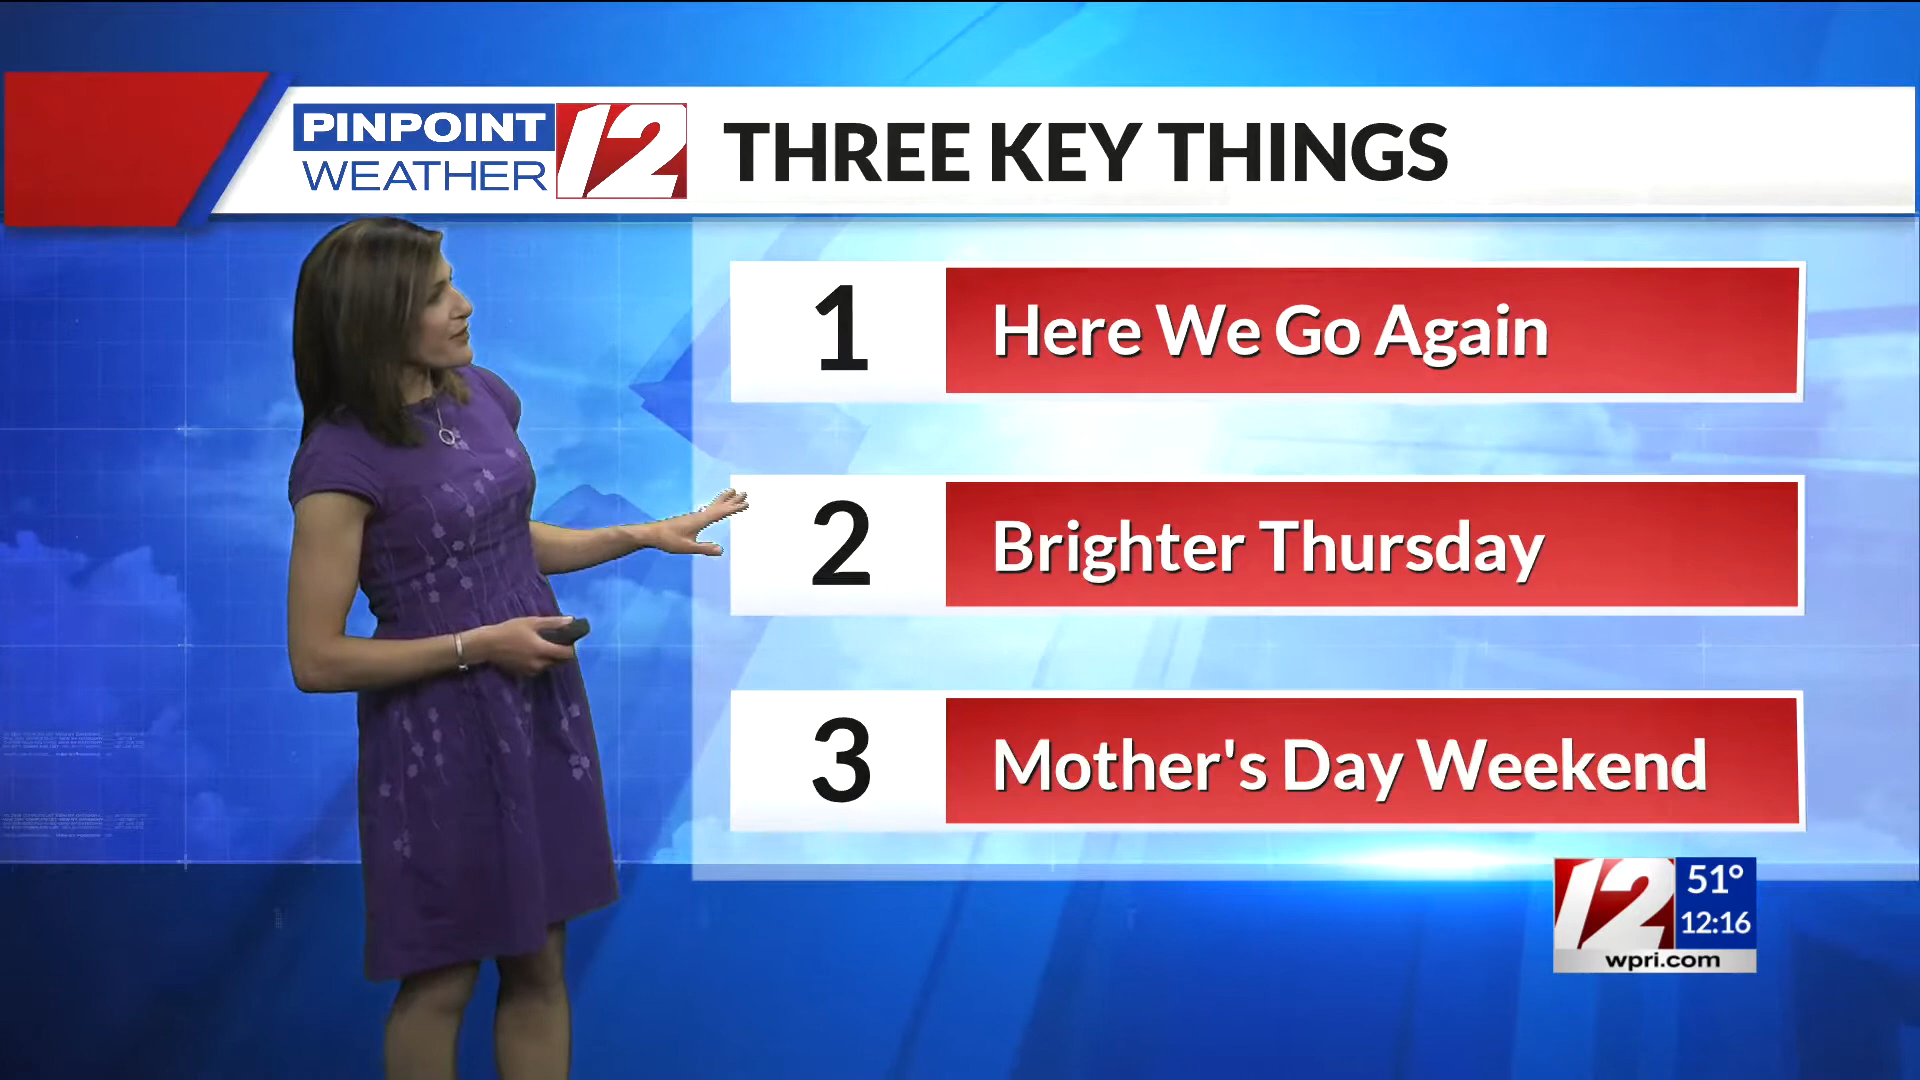 PINPOINT
WEATHER
12
THREE KEY THINGS
1
Here We Go Again
2
Brighter Thursday
3
Mother's Day Weekend
12
51°
12:16
wpri.com